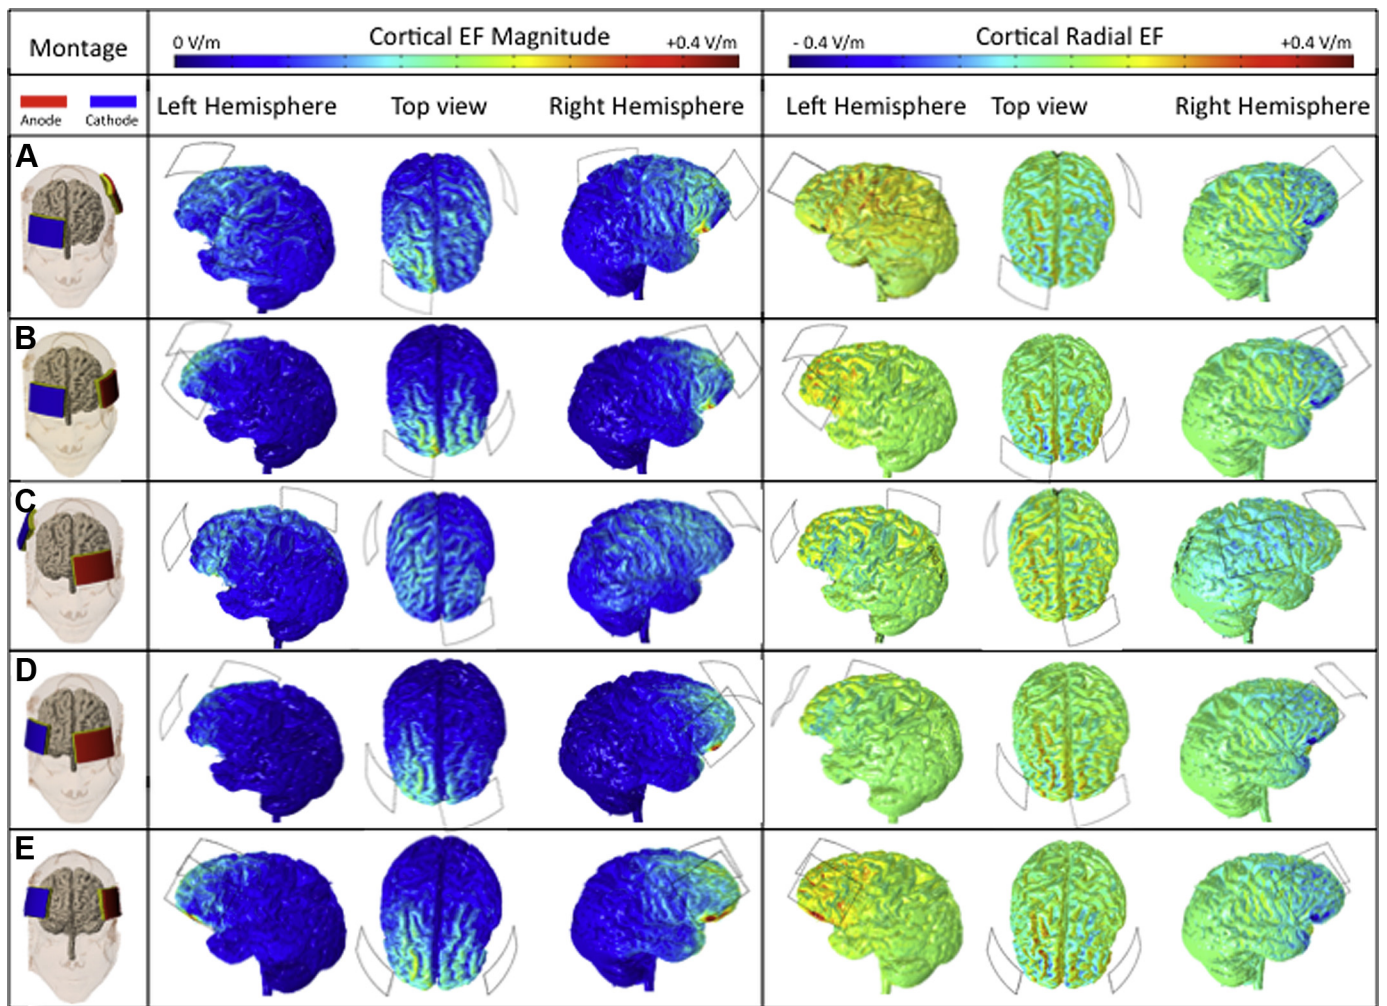 Montage
Cortical EF Magnitude
0 V/m
+0.4 V/m
Cortical Radial EF
- 0.4 V/m
+0.4 V/m
Anode
Cathode
Left Hemisphere
Top view
Right Hemisphere
Left Hemisphere
Top view
Right Hemisphere
A
B
C
D
E